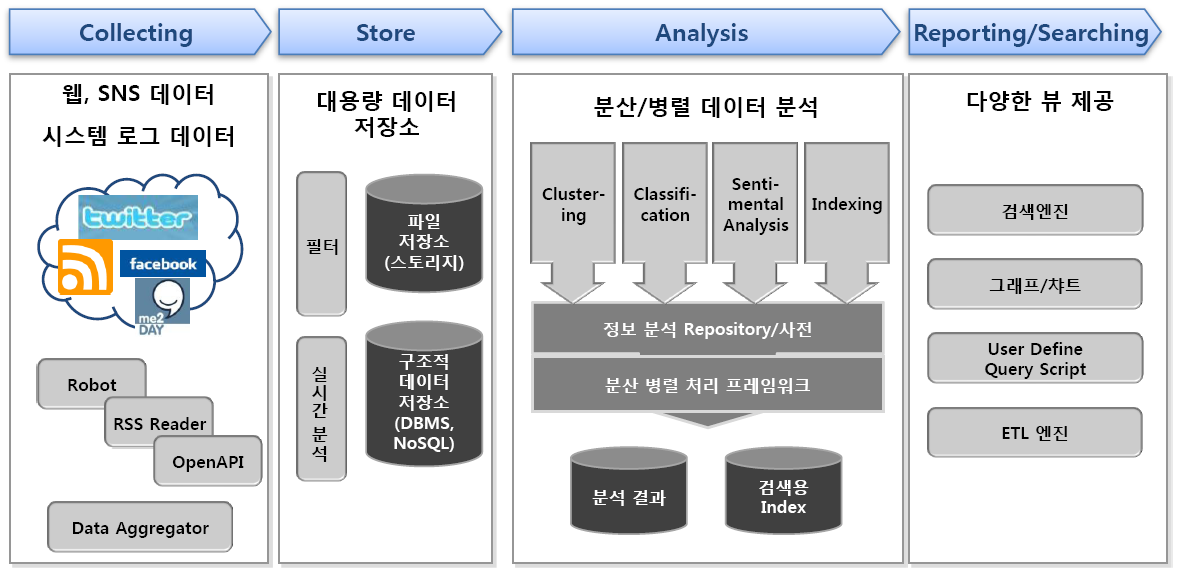 Collecting
Store
Analysis
Reporting/Searching
웹, SNS 데이터
시스템 로그 데이터
twitter
facebook
me2
DAY
Robot
RSS Reader
OpenAPI
Data Aggregator
대용량 데이터
저장소
필터
파일
저장소
(스토리지)
실
시
간
분
석
구조적
데이터
저장소
(DBMS,
NoSQL)
분산/병렬 데이터 분석
Cluster-
ing
Classifi-
cation
Senti-
mental
Analysis
Indexing
정보 분석 Repository/사전
분산 병렬 처리 프레임워크
분석 결과
검색용
Index
다양한 뷰 제공
검색엔진
그래프/챠트
User Define
Query Script
ETL 엔진